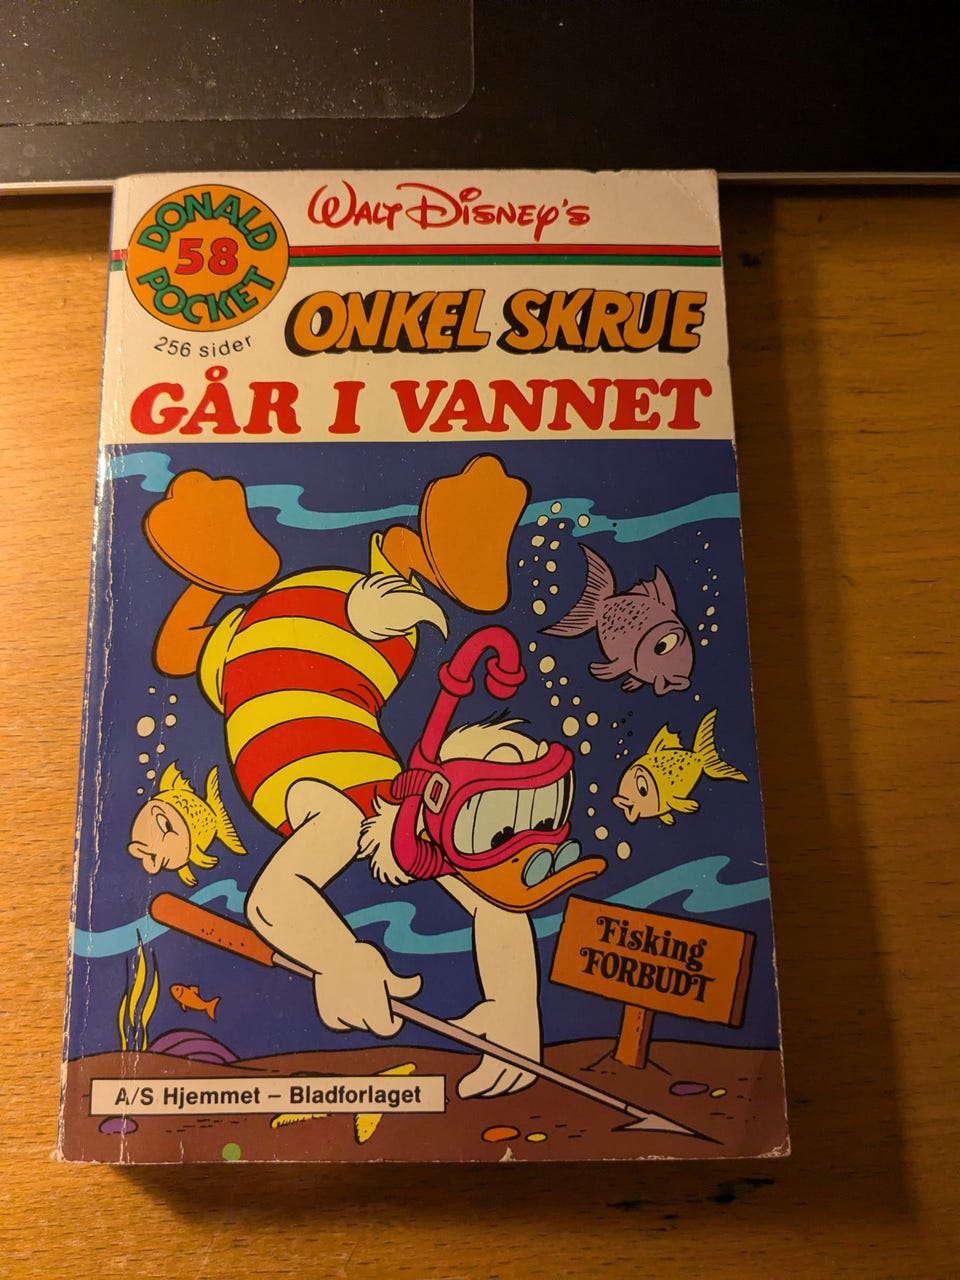 DONALD
58
POCKET
256 sider
WALT DISNEY'S
ONKEL SKRUE
GÅR I VANNET
Fisking
FORBUDT
A/S Hjemmet – Bladforlaget